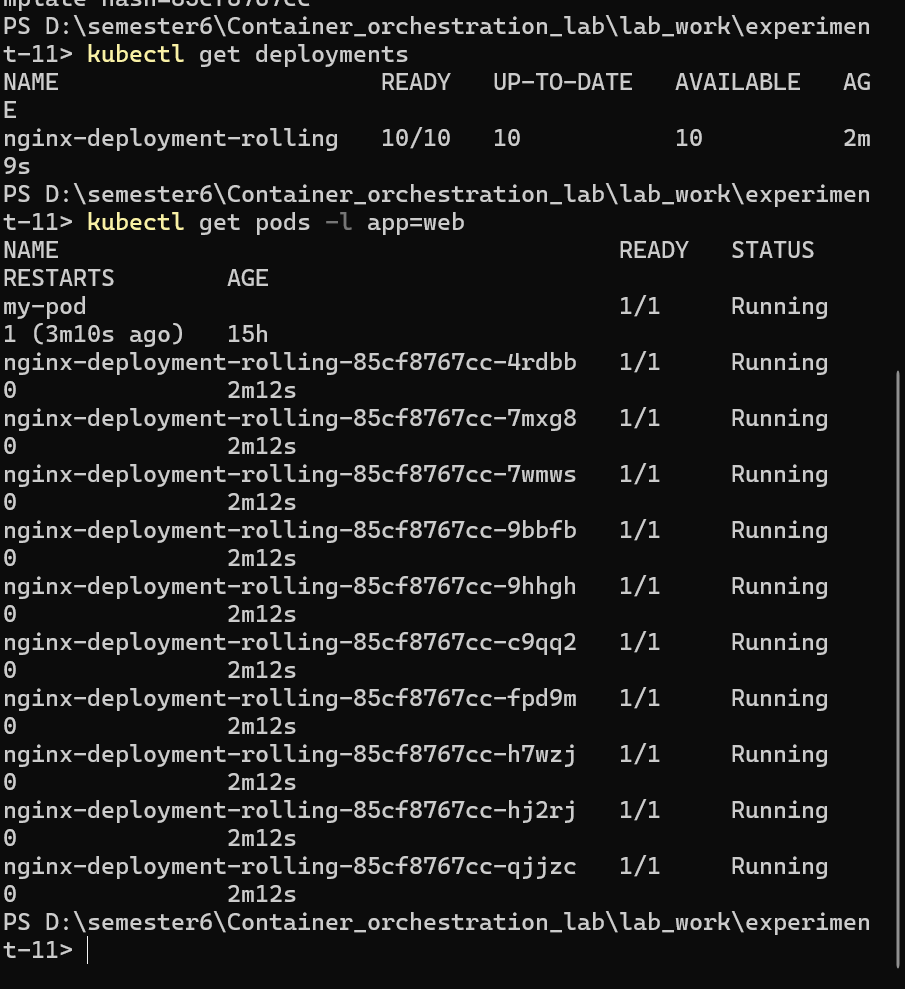 mplate-hash=85cf8767cc
PS D:\semester6\Container_orchestration_lab\lab_work\experimen
t-11> kubectl get deployments
NAME                       READY   UP-TO-DATE   AVAILABLE   AG
E
nginx-deployment-rolling   10/10   10           10          2m
9s
PS D:\semester6\Container_orchestration_lab\lab_work\experimen
t-11> kubectl get pods -l app=web
NAME                                        READY   STATUS
RESTARTS        AGE
my-pod                                      1/1     Running
1 (3m10s ago)   15h
nginx-deployment-rolling-85cf8767cc-4rdbb   1/1     Running
0               2m12s
nginx-deployment-rolling-85cf8767cc-7mxg8   1/1     Running
0               2m12s
nginx-deployment-rolling-85cf8767cc-7wmws   1/1     Running
0               2m12s
nginx-deployment-rolling-85cf8767cc-9bbfb   1/1     Running
0               2m12s
nginx-deployment-rolling-85cf8767cc-9hhgh   1/1     Running
0               2m12s
nginx-deployment-rolling-85cf8767cc-c9qq2   1/1     Running
0               2m12s
nginx-deployment-rolling-85cf8767cc-fpd9m   1/1     Running
0               2m12s
nginx-deployment-rolling-85cf8767cc-h7wzj   1/1     Running
0               2m12s
nginx-deployment-rolling-85cf8767cc-hj2rj   1/1     Running
0               2m12s
nginx-deployment-rolling-85cf8767cc-qjjzc   1/1     Running
0               2m12s
PS D:\semester6\Container_orchestration_lab\lab_work\experimen
t-11>